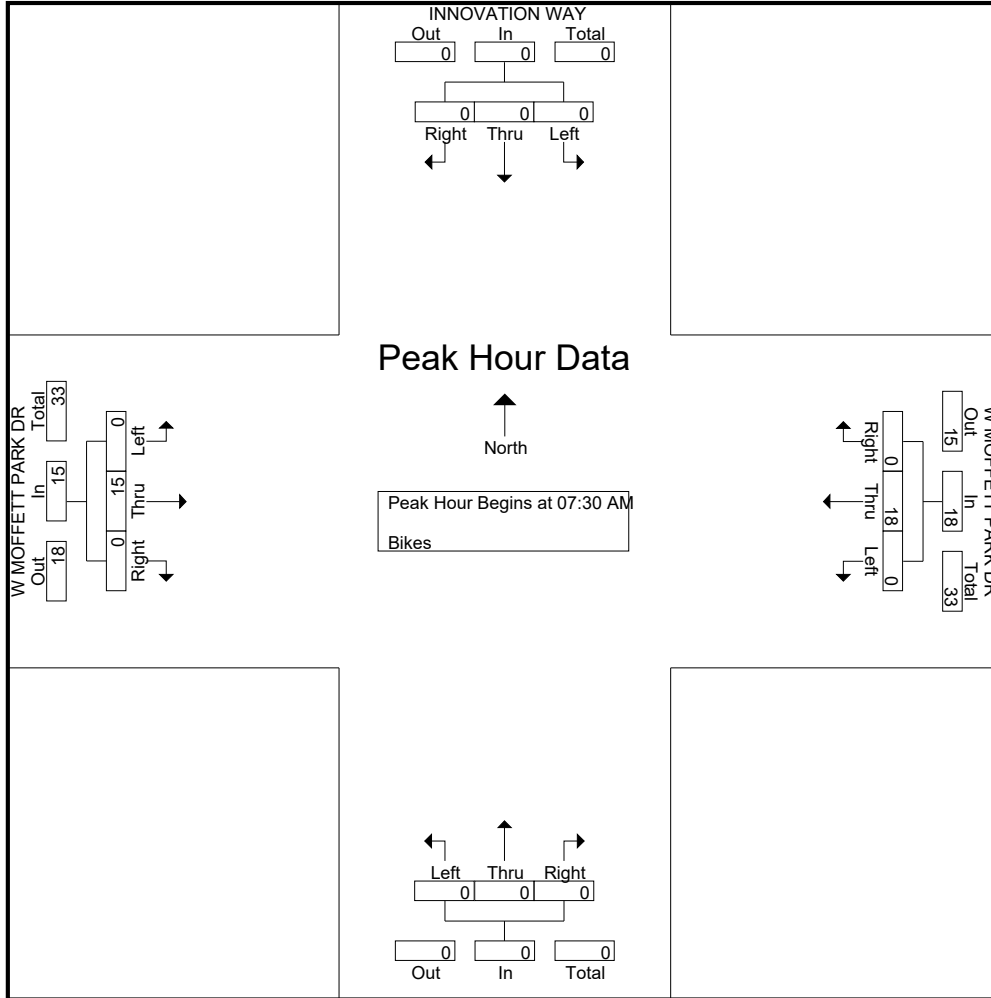 INNOVATION WAY
Out In Total
0 0 0
0 0 0
Right Thru Left
Peak Hour Data
North
Peak Hour Begins at 07:30 AM
Bikes
W MOFFETT PARK DR
Total In Out
33 15 18
0 15 0
Left Thru Right
W MOFFETT PARK DR
Out In Total
15 18 33
0 18 0
Right Thru Left
Left Thru Right
0 0 0
0 0 0
Out In Total